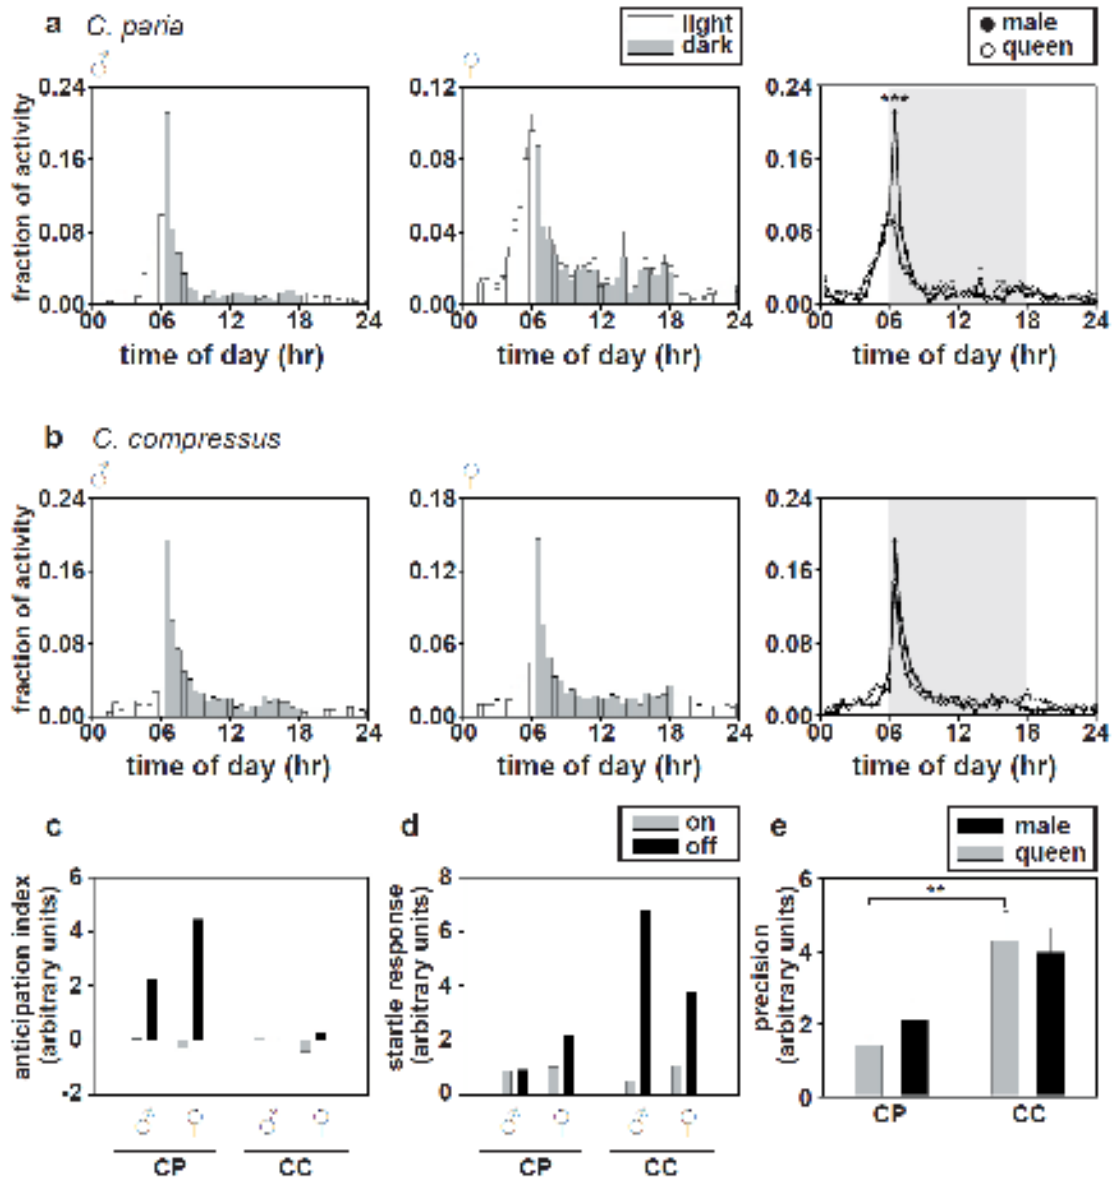 a C. paria
light
dark
male
queen
♂
♀
fraction of activity
0.24
0.16
0.08
0.00
00 06 12 18 24
time of day (hr)
0.12
0.08
0.04
0.00
00 06 12 18 24
time of day (hr)
***
0.24
0.16
0.08
0.00
00 06 12 18 24
time of day (hr)
b C. compressus
♂
♀
fraction of activity
0.24
0.16
0.08
0.00
00 06 12 18 24
time of day (hr)
0.18
0.12
0.06
0.00
00 06 12 18 24
time of day (hr)
0.24
0.16
0.08
0.00
00 06 12 18 24
time of day (hr)
c
anticipation index
(arbitrary units)
6
4
2
0
-2
♂ ♀ ♂ ♀
CP CC
d
on
off
startle response
(arbitrary units)
8
6
4
2
0
♂ ♀ ♂ ♀
CP CC
e
male
queen
precision
(arbitrary units)
6
4
2
0
**
CP CC